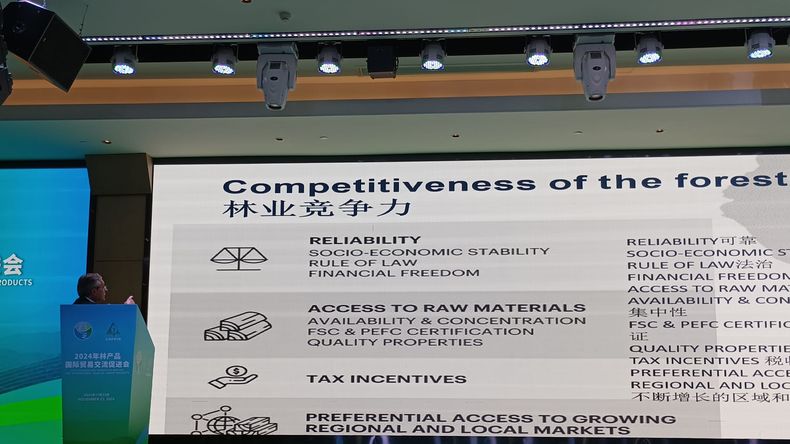 Competitiveness of the forest
林业竞争力
RELIABILITY
SOCIO-ECONOMIC STABILITY
RULE OF LAW
FINANCIAL FREEDOM
ACCESS TO RAW MATERIALS
AVAILABILITY & CONCENTRATION
FSC & PEFC CERTIFICATION
QUALITY PROPERTIES
TAX INCENTIVES
PREFERENTIAL ACCESS TO GROWING
REGIONAL AND LOCAL MARKETS
RELIABILITY可靠
SOCIO-ECONOMIC ST
RULE OF LAW法治
FINANCIAL FREEDOM
ACCESS TO RAW MA
AVAILABILITY & CON
集中性
FSC & PEFC CERTIFIC
证
QUALITY PROPERTIES
TAX INCENTIVES 税
PREFERENTIAL ACCE
REGIONAL AND LOC
不断增长的区域和
会
RODUCTS
2024年林产品
国际贸易交流促进会